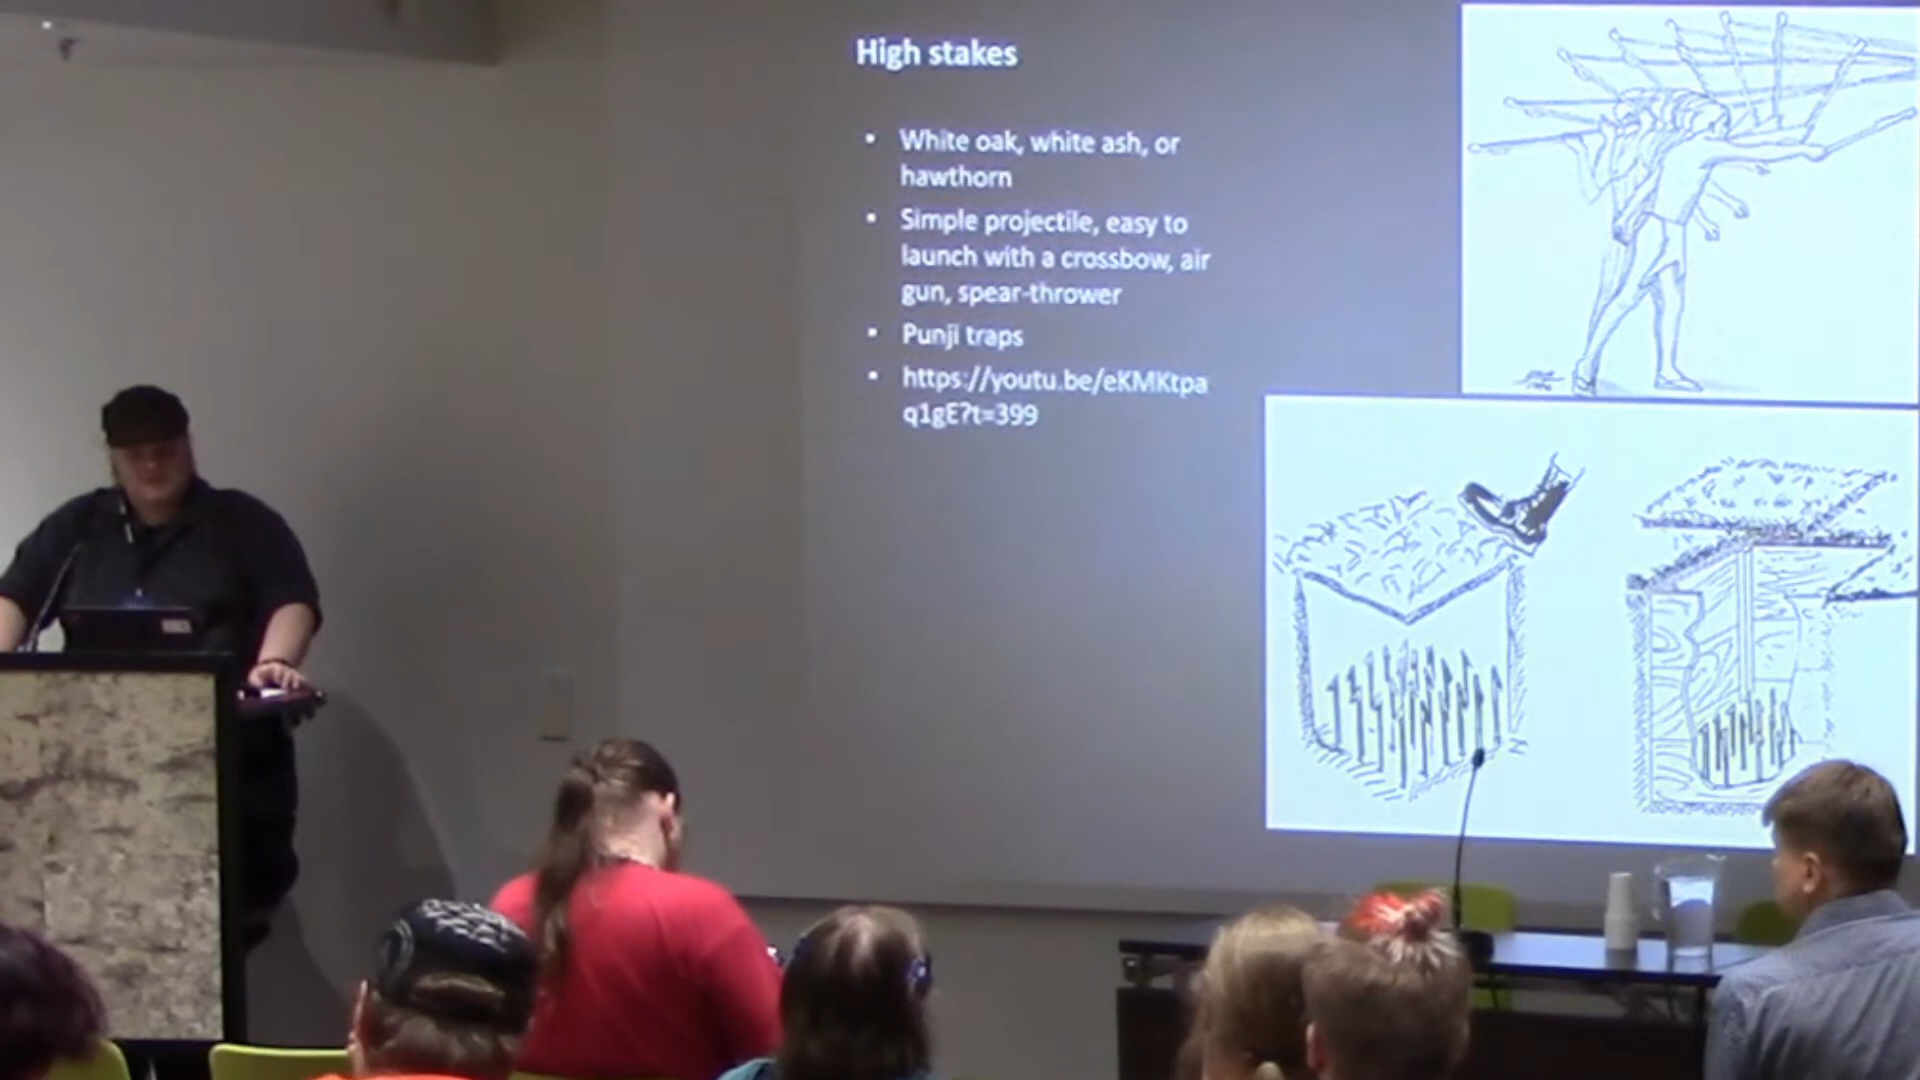 High stakes
• White oak, white ash, or
hawthorn
• Simple projectile, easy to
launch with a crossbow, air
gun, spear-thrower
• Punji traps
• https://youtu.be/eKMKtpa
q1gE?t=399